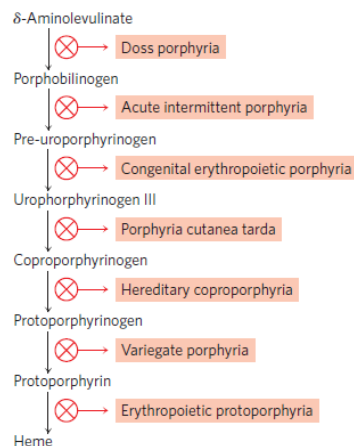 δ-Aminolevulinate
Doss porphyria
Porphobilinogen
Acute intermittent porphyria
Pre-uroporphyrinogen
Congenital erythropoietic porphyria
Urophorphyrinogen III
Porphyria cutanea tarda
Coproporphyrinogen
Hereditary coproporphyria
Protoporphyrinogen
Variegate porphyria
Protoporphyrin
Erythropoietic protoporphyria
Heme